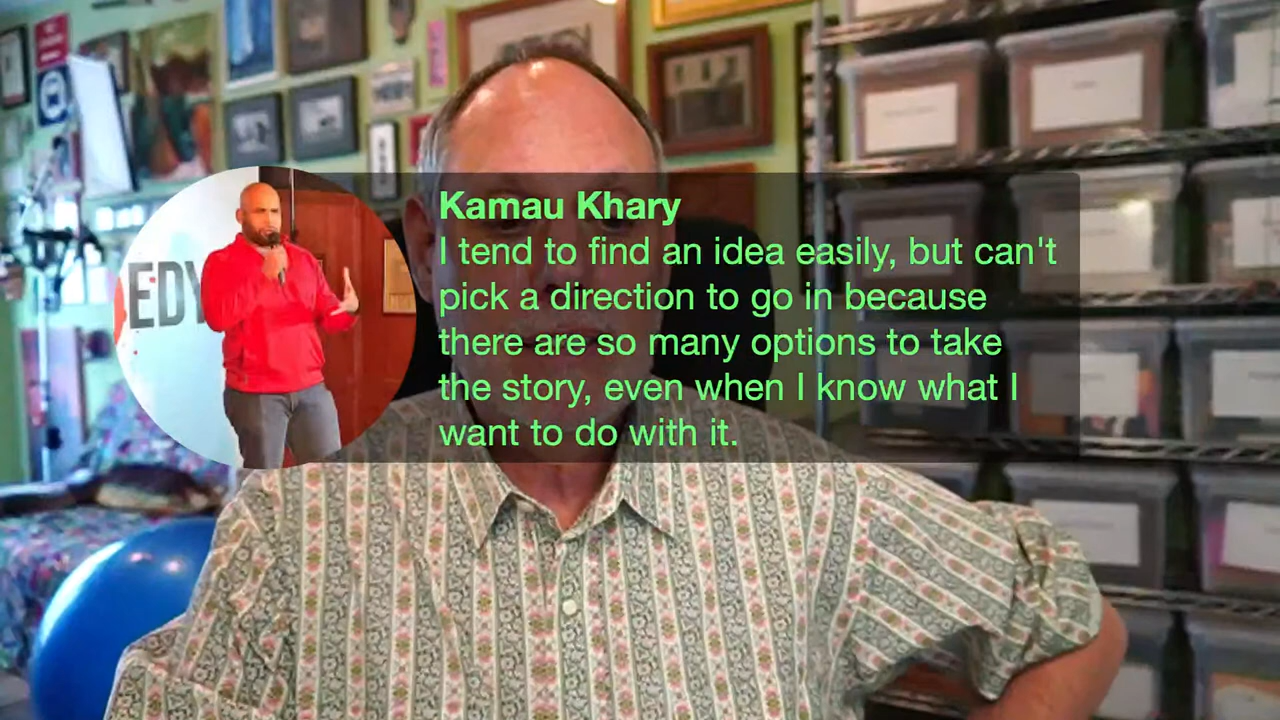 Kamau Khary
I tend to find an idea easily, but can't
pick a direction to go in because
there are so many options to take
the story, even when I know what I
want to do with it.
EDY